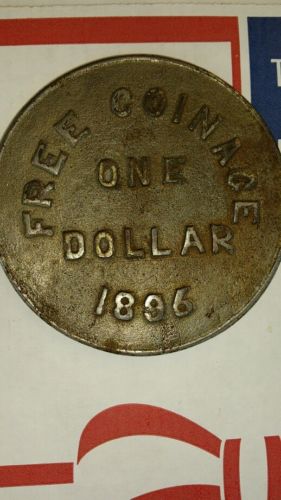 FREE COINAGE
ONE
DOLLAR
1896
T